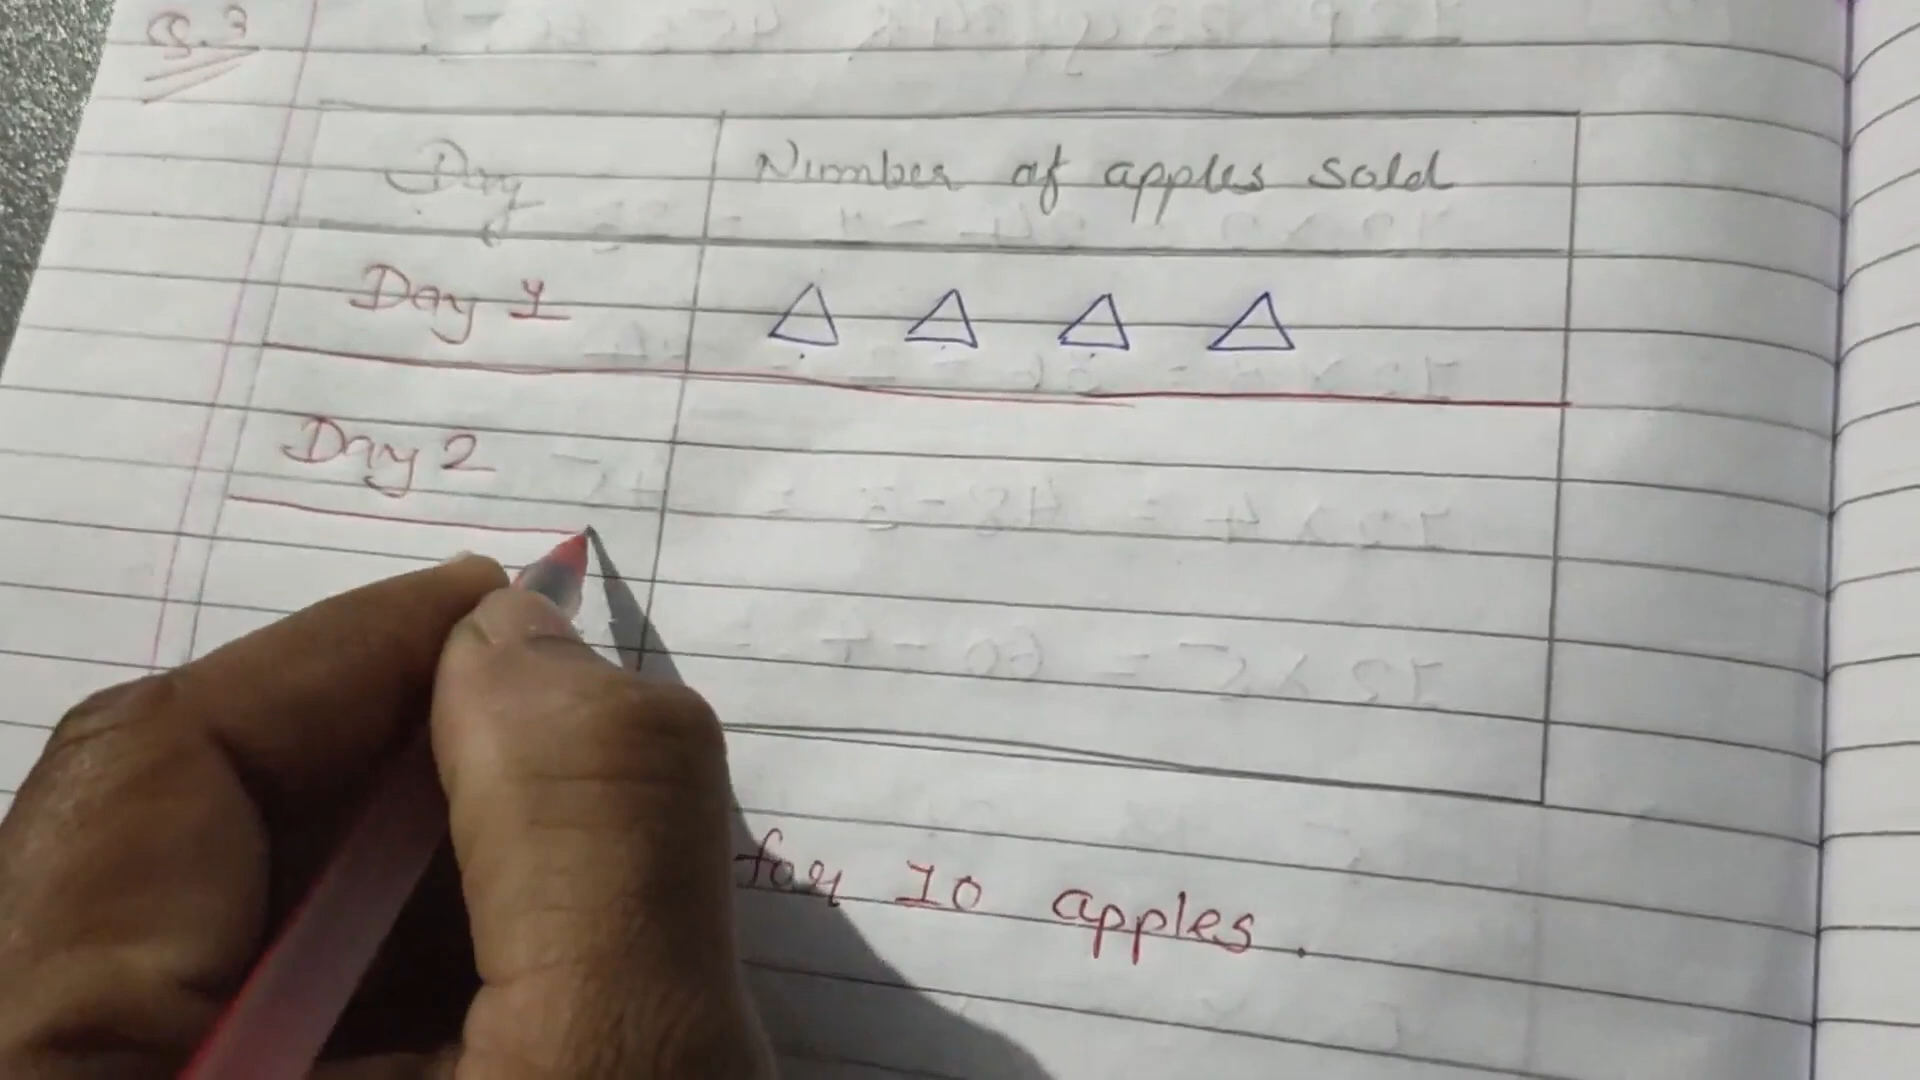 Q.3
Day Number of apples sold
Day 1 △ △ △ △
Day 2
for 10 apples.